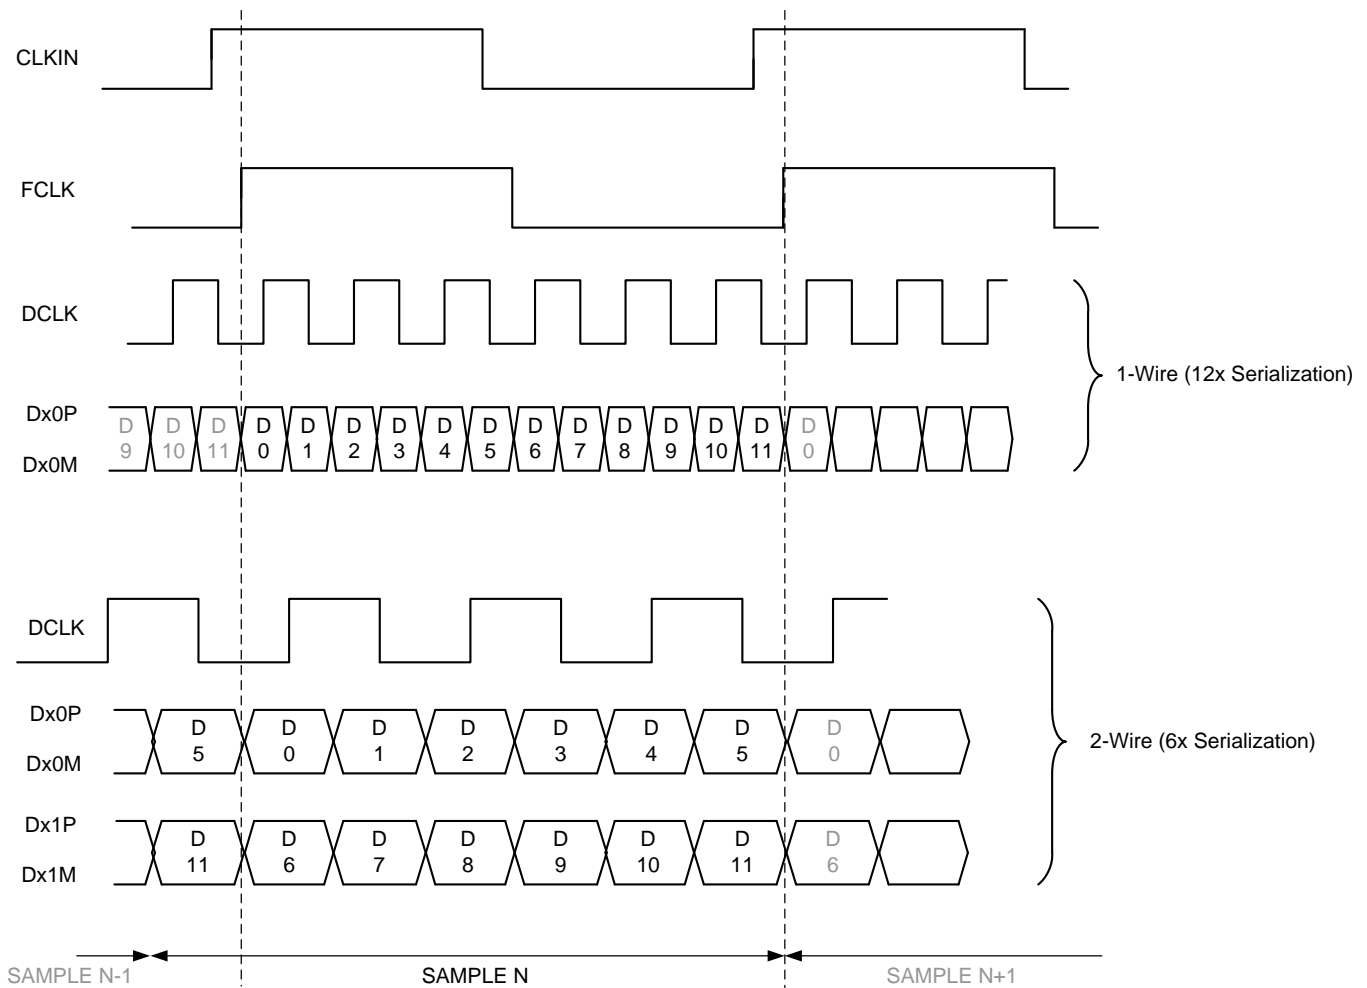 CLKIN
FCLK
DCLK
1-Wire (12x Serialization)
Dx0P
D D D D D D D D D D D D D D D D
9 10 11 0 1 2 3 4 5 6 7 8 9 10 11 0
Dx0M
DCLK
Dx0P
D D D D D D D D
5 0 1 2 3 4 5 0
Dx0M
2-Wire (6x Serialization)
Dx1P
D D D D D D D D
11 6 7 8 9 10 11 6
Dx1M
SAMPLE N-1 SAMPLE N SAMPLE N+1